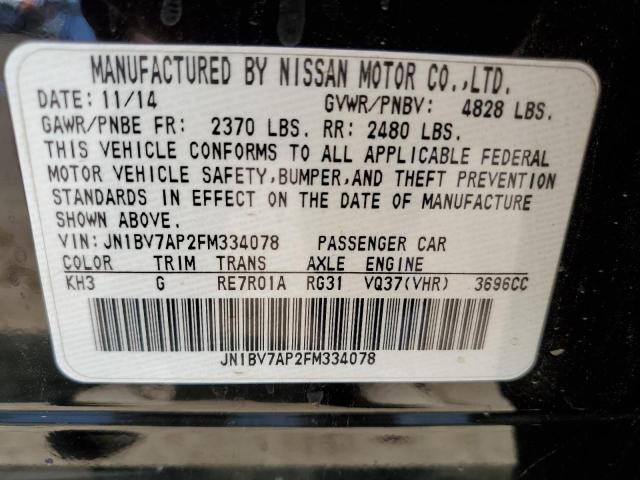 MANUFACTURED BY NISSAN MOTOR CO.,LTD.
DATE: 11/14 GVWR/PNBV: 4828 LBS.
GAWR/PNBE FR: 2370 LBS. RR: 2480 LBS.
THIS VEHICLE CONFORMS TO ALL APPLICABLE FEDERAL
MOTOR VEHICLE SAFETY,BUMPER,AND THEFT PREVENTION
STANDARDS IN EFFECT ON THE DATE OF MANUFACTURE
SHOWN ABOVE.
VIN:JN1BV7AP2FM334078 PASSENGER CAR
COLOR TRIM TRANS AXLE ENGINE
KH3 G RE7R01A RG31 VQ37(VHR) 3696CC
JN1BV7AP2FM334078